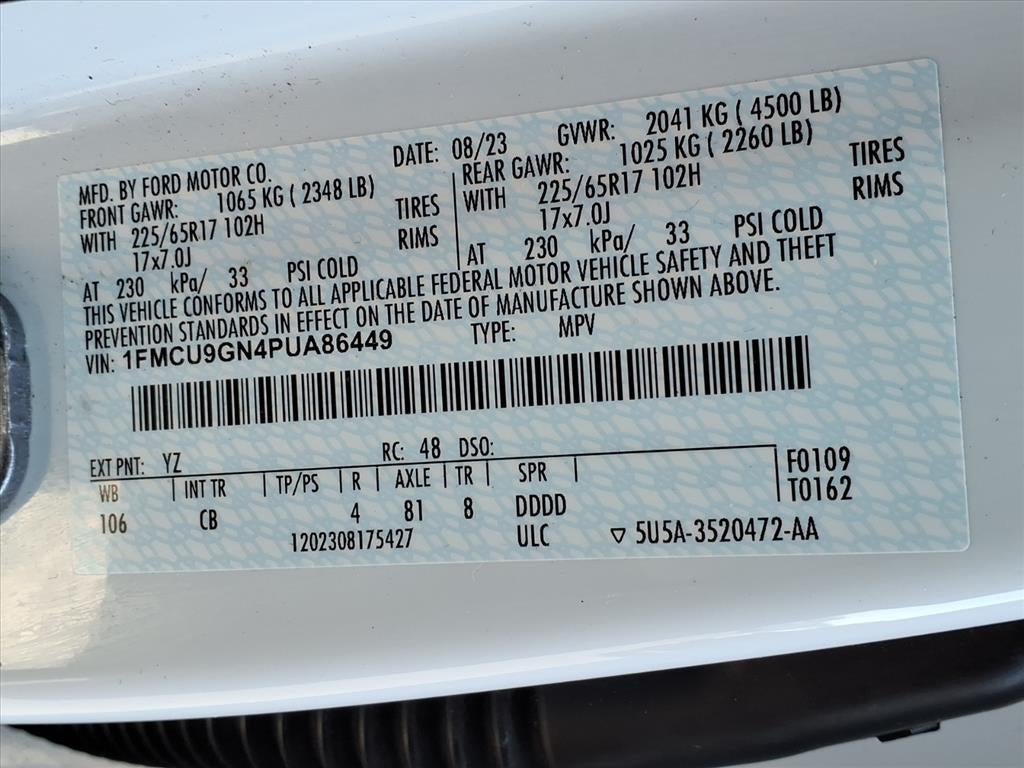 MFD. BY FORD MOTOR CO. DATE: 08/23 GVWR: 2041 KG ( 4500 LB)
FRONT GAWR: 1065 KG ( 2348 LB) REAR GAWR: 1025 KG ( 2260 LB)
WITH 225/65R17 102H TIRES WITH 225/65R17 102H TIRES
17x7.0J RIMS 17x7.0J RIMS
AT 230 kPa/ 33 PSI COLD AT 230 kPa/ 33 PSI COLD
THIS VEHICLE CONFORMS TO ALL APPLICABLE FEDERAL MOTOR VEHICLE SAFETY AND THEFT
PREVENTION STANDARDS IN EFFECT ON THE DATE OF MANUFACTURE SHOWN ABOVE.
VIN: 1FMCU9GN4PUA86449 TYPE: MPV
EXT PNT: YZ RC: 48 DSO:
WB INT TR TP/PS R AXLE TR SPR F0109
106 CB 4 81 8 DDDD T0162
1202308175427 ULC ▽ 5U5A-3520472-AA